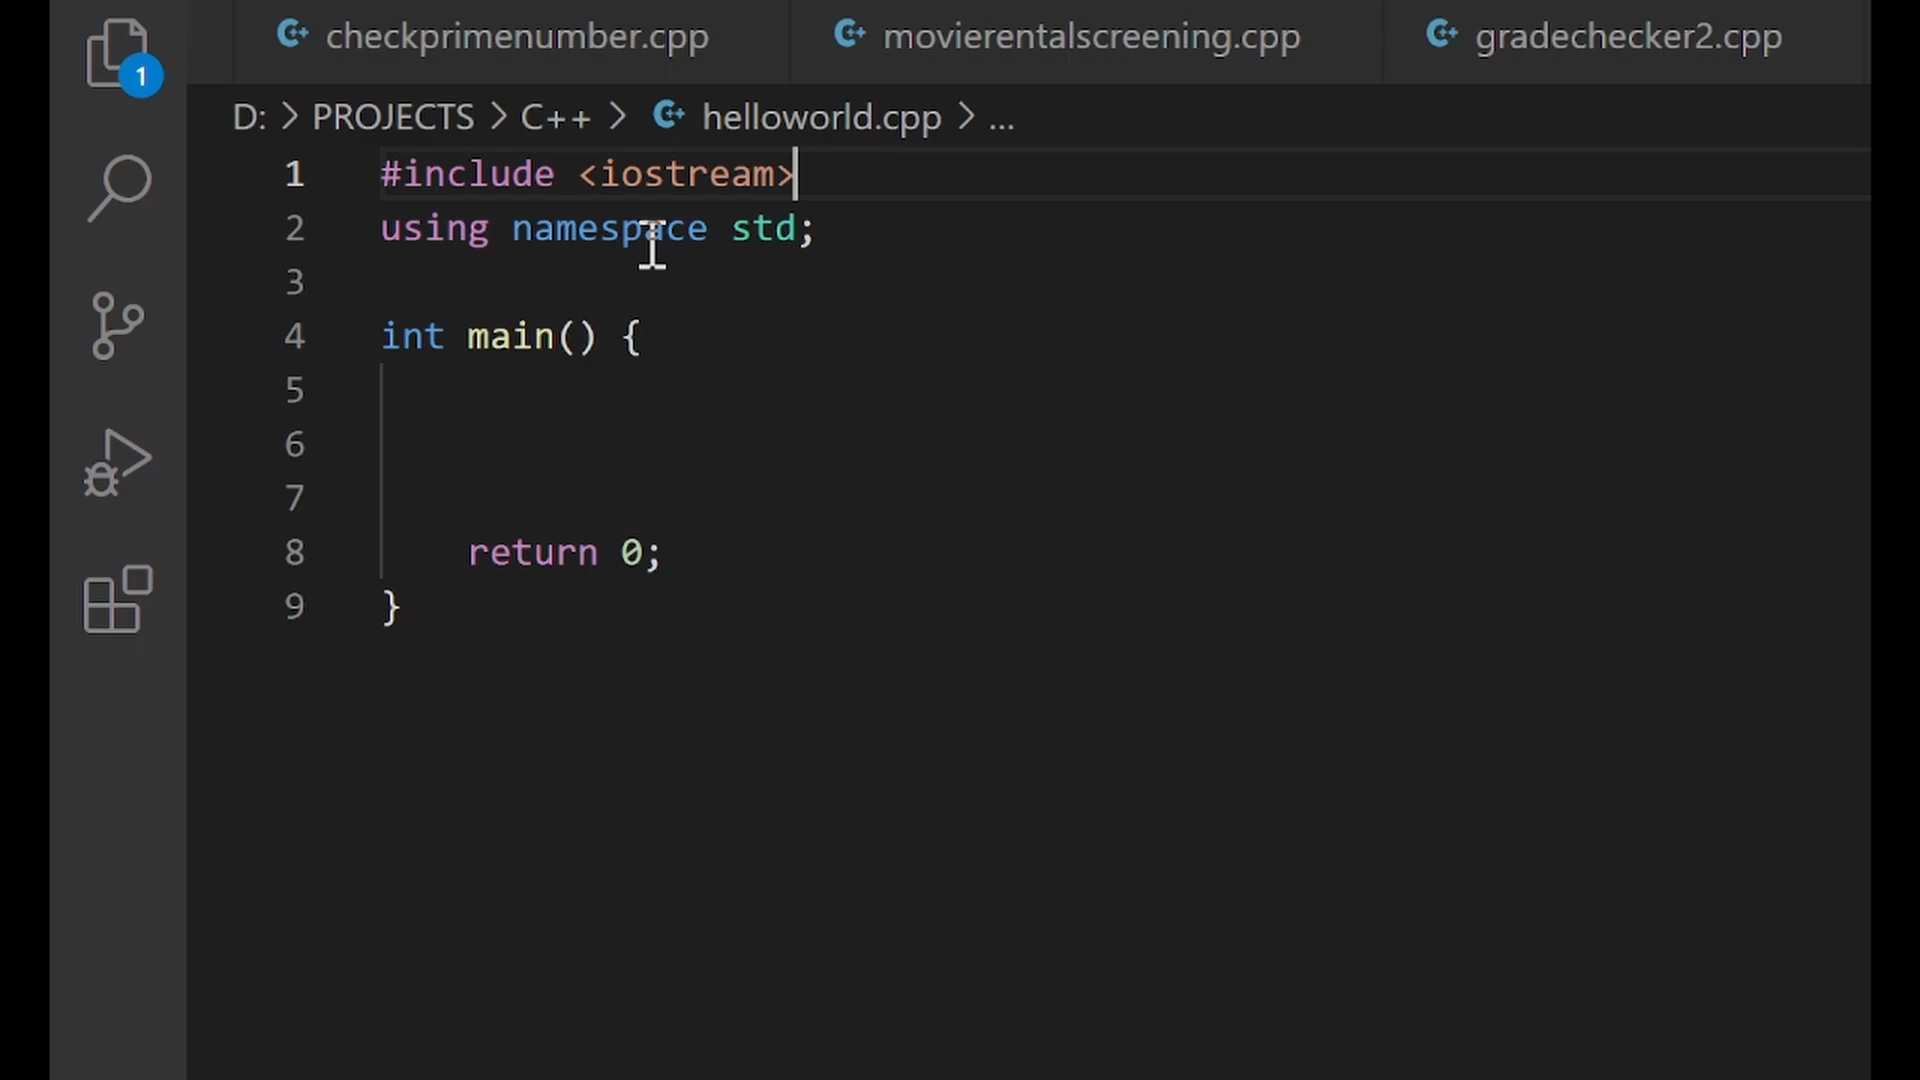 checkprimenumber.cpp movierentalscreening.cpp gradechecker2.cpp
1
D: > PROJECTS > C++ > helloworld.cpp > ...
1 #include <iostream>
2 using namespace std;
3
4 int main() {
5
6
7
8 return 0;
9 }